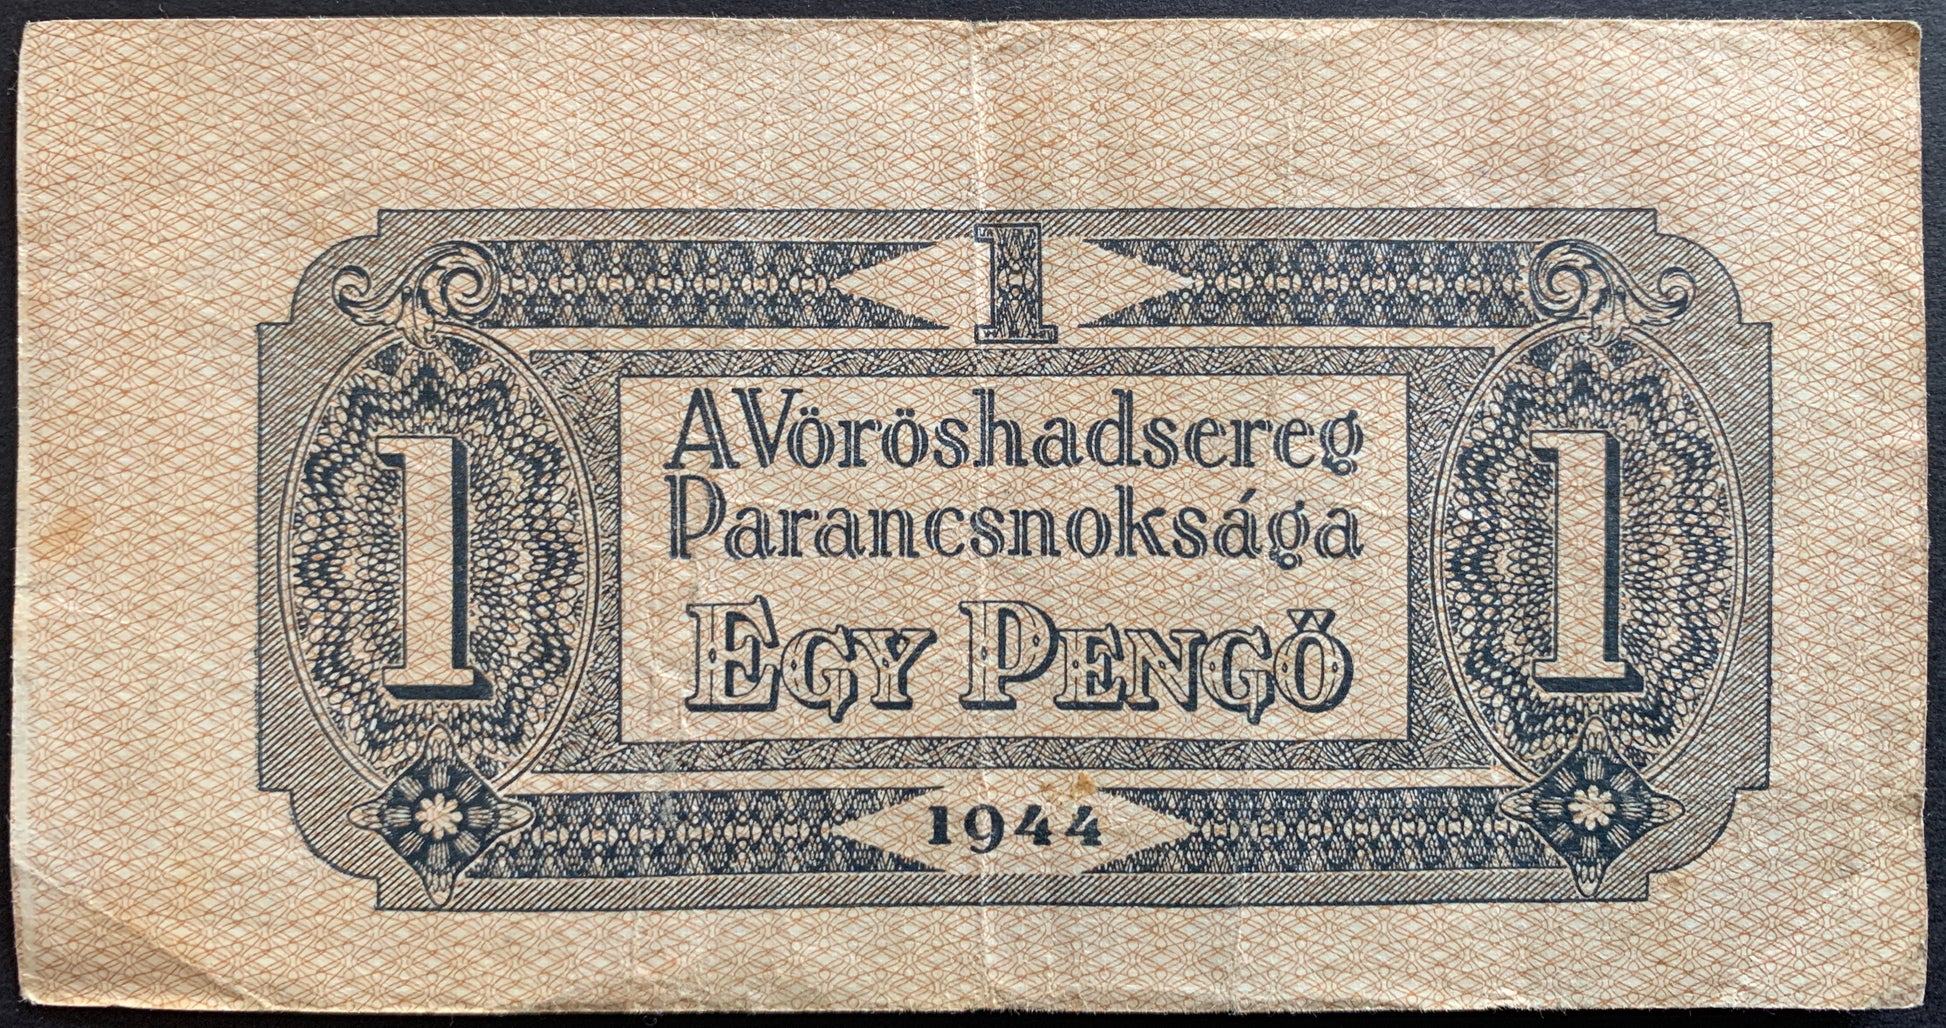 1
A Vöröshadsereg
Parancsnoksága
1 1
EGY PENGŐ
1944